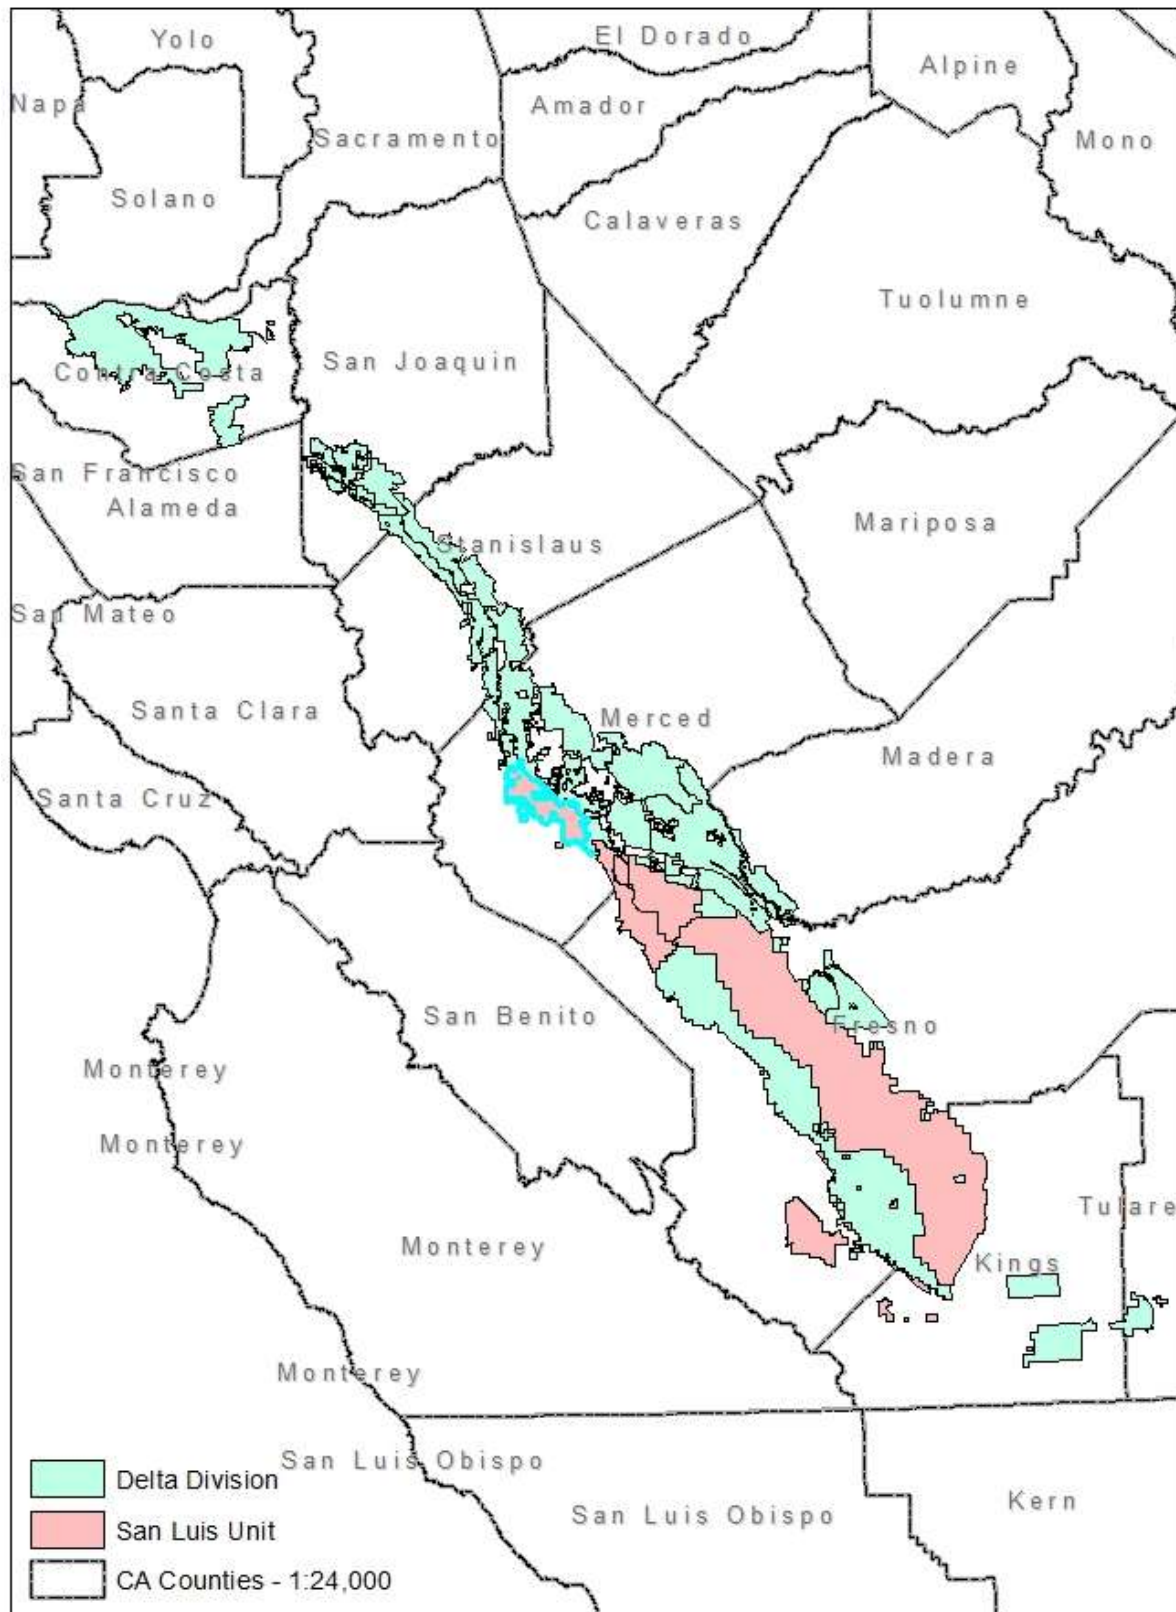 Yolo
El Dorado
Alpine
Napa
Amador
Sacramento
Mono
Solano
Calaveras
Tuolumne
San Joaquin
Contra Costa
San Francisco
Alameda
Mariposa
Stanislaus
San Mateo
Santa Clara
Merced
Madera
Santa Cruz
San Benito
Fresno
Monterey
Monterey
Tulare
Monterey
Kings
Monterey
San Luis Obispo
Kern
San Luis Obispo
Delta Division
San Luis Unit
CA Counties - 1:24,000